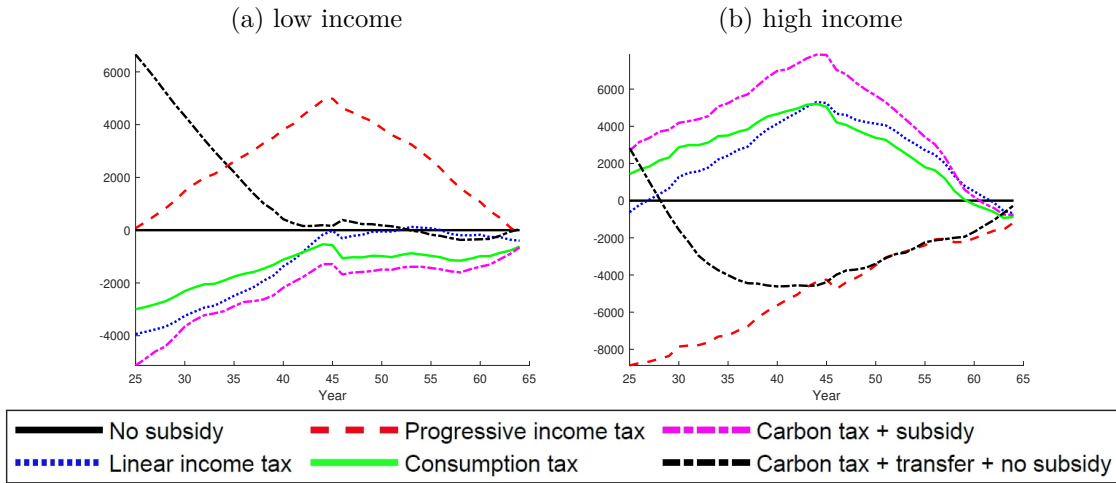 (a) low income
(b) high income
6000
4000
2000
0
-2000
-4000
25 30 35 40 45 50 55 60 65
Year
6000
4000
2000
0
-2000
-4000
-6000
-8000
25 30 35 40 45 50 55 60 65
Year
No subsidy
Progressive income tax
Carbon tax + subsidy
Linear income tax
Consumption tax
Carbon tax + transfer + no subsidy